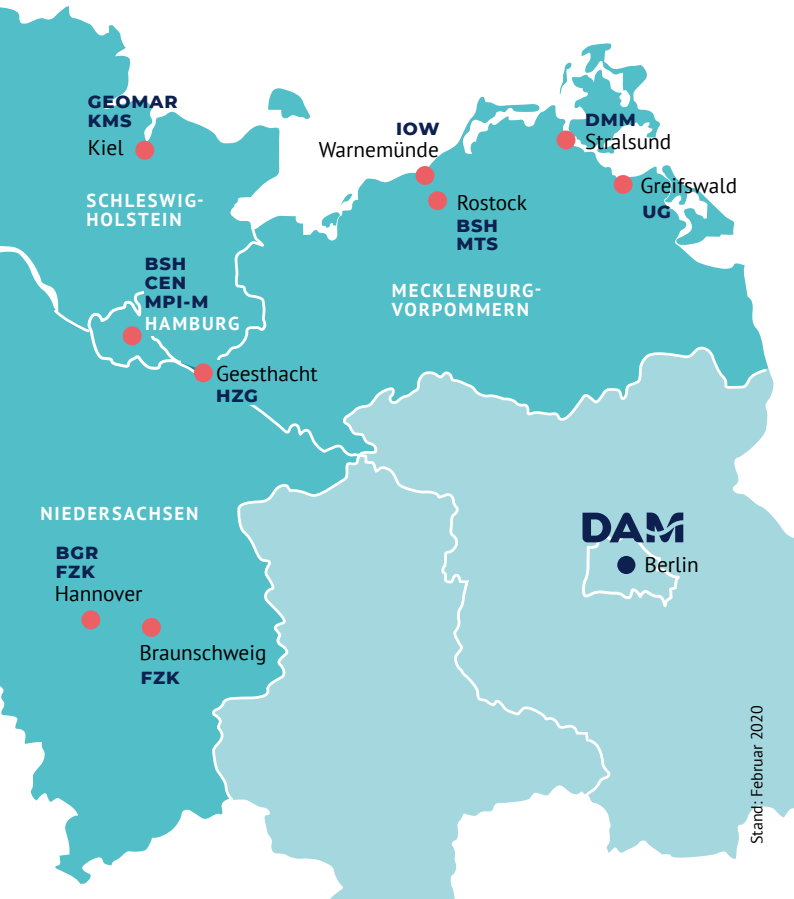 GEOMAR
KMS
Kiel
SCHLESWIG-
HOLSTEIN
IOW
Warnemünde
Rostock
BSH
MTS
DMM
Stralsund
Greifswald
UG
BSH
CEN
MPI-M
HAMBURG
MECKLENBURG-
VORPOMMERN
Geesthacht
HZG
NIEDERSACHSEN
BGR
FZK
Hannover
Braunschweig
FZK
DAM
Berlin
Stand: Februar 2020